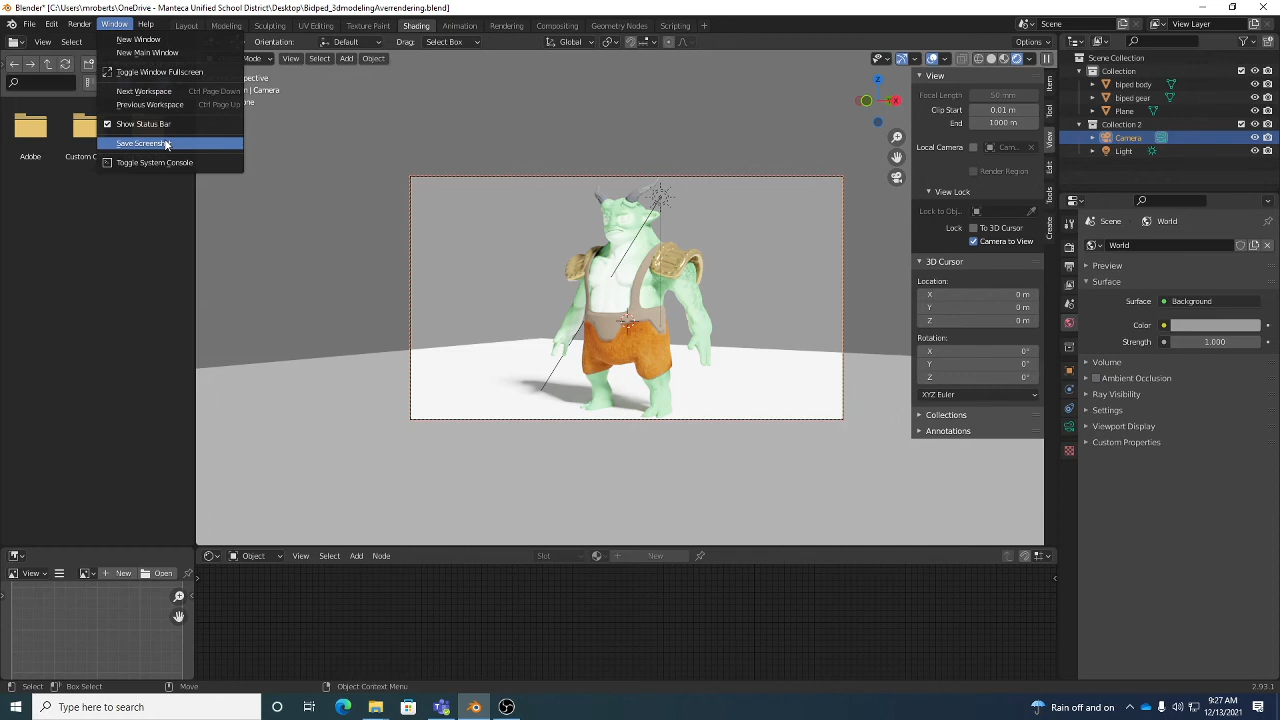 Blender* [C:\Users\mroberts\OneDrive - Manteca Unified School District\Desktop\Bidped_3dmodelingAverrendering.blend]
File Edit Render Window Help Layout Modeling Sculpting UV Editing Texture Paint Shading Animation Rendering Compositing Geometry Nodes Scripting + Scene View Layer
View Select Orientation: Default Drag: Select Box Global Options
New Window
New Main Window
Toggle Window Fullscreen
Next Workspace Ctrl Page Down
Previous Workspace Ctrl Page Up
Show Status Bar
Save Screenshot
Toggle System Console
Adobe
Custom
Mode View Select Add Object
Camera
View
Focal Length 50 mm
Clip Start 0.01 m
End 1000 m
Local Camera Cam...
Render Region
View Lock
Lock to Obj...
Lock To 3D Cursor
Camera to View
3D Cursor
Location:
X 0 m
Y 0 m
Z 0 m
Rotation:
X 0°
Y 0°
Z 0°
XYZ Euler
Collections
Annotations
Z
Y
X
Item
Tool
View
Edit
Tools
Create
Scene Collection
Collection
biped body
biped gear
Plane
Collection 2
Camera
Light
Scene World
World
Preview
Surface
Surface Background
Color
Strength 1.000
Volume
Ambient Occlusion
Ray Visibility
Settings
Viewport Display
Custom Properties
Object View Select Add Node Slot New
View New Open
Select Box Select Move Object Context Menu 2.93.1
Type here to search
Rain off and on
9:27 AM
12/13/2021